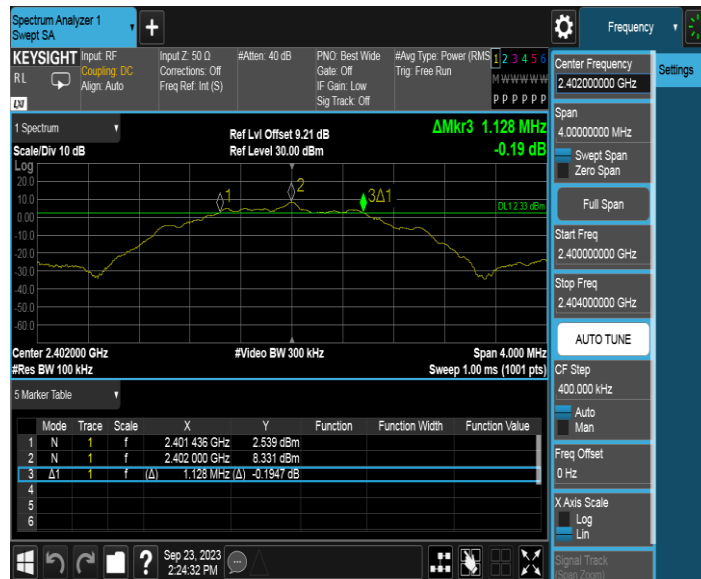 Spectrum Analyzer 1
Swept SA
Frequency
KEYSIGHT
RL
LXI
Input: RF
Coupling: DC
Align: Auto
Input Z: 50 Ω
Corrections: Off
Freq Ref: Int (S)
#Atten: 40 dB
PNO: Best Wide
Gate: Off
IF Gain: Low
Sig Track: Off
#Avg Type: Power (RMS
Trig: Free Run
1 2 3 4 5 6
M W W W W W
P P P P P P
1 Spectrum
Scale/Div 10 dB
Ref Lvl Offset 9.21 dB
Ref Level 30.00 dBm
ΔMkr3 1.128 MHz
-0.19 dB
Log
20.0
10.0
0.00
-10.0
-20.0
-30.0
-40.0
-50.0
-60.0
1
2
3Δ1
DL1 2.33 dBm
Center 2.402000 GHz
#Res BW 100 kHz
#Video BW 300 kHz
Span 4.000 MHz
Sweep 1.00 ms (1001 pts)
5 Marker Table
Mode Trace Scale X Y Function Function Width Function Value
1 N 1 f 2.401 436 GHz 2.539 dBm
2 N 1 f 2.402 000 GHz 8.331 dBm
3 Δ1 1 f (Δ) 1.128 MHz (Δ) -0.1947 dB
4
5
6
Sep 23, 2023
2:24:32 PM
Settings
Center Frequency
2.402000000 GHz
Span
4.00000000 MHz
Swept Span
Zero Span
Full Span
Start Freq
2.400000000 GHz
Stop Freq
2.404000000 GHz
AUTO TUNE
CF Step
400.000 kHz
Auto
Man
Freq Offset
0 Hz
X Axis Scale
Log
Lin
Signal Track
(Span Zoom)